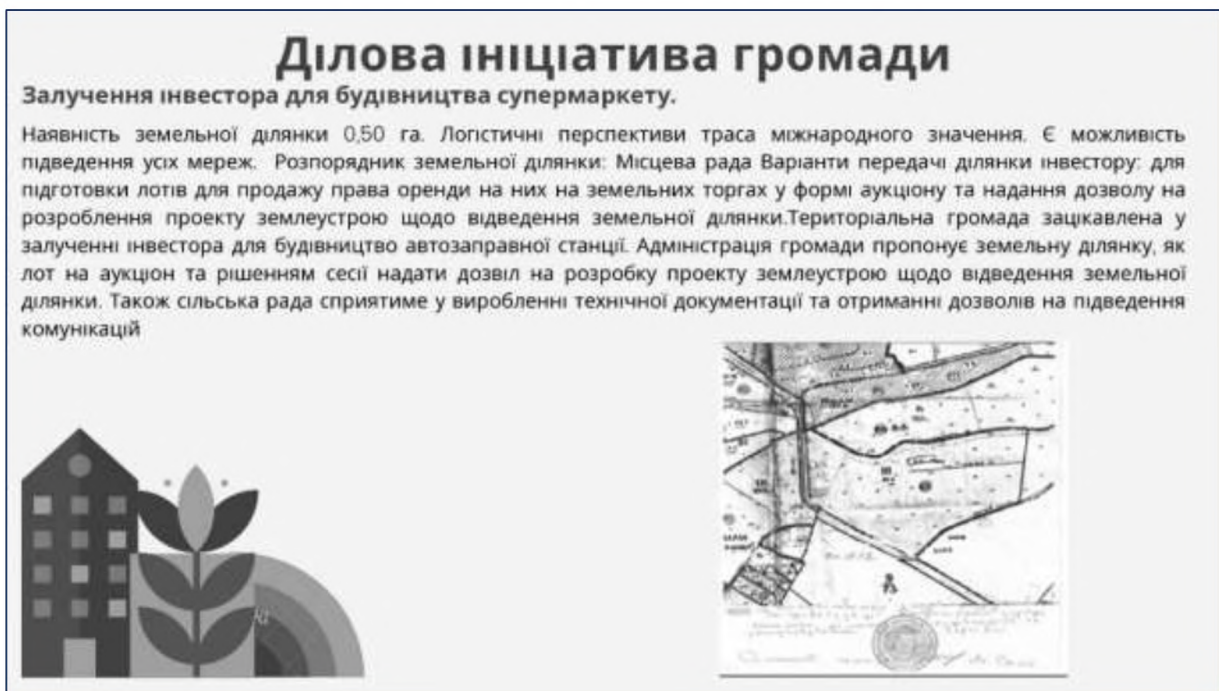 Ділова ініціатива громади
Залучення інвестора для будівництва супермаркету.
Наявність земельної ділянки 0,50 га. Логістичні перспективи траса міжнародного значення. Є можливість
підведення усіх мереж. Розпорядник земельної ділянки: Місцева рада Варіанти передачі ділянки інвестору: для
підготовки лотів для продажу права оренди на них на земельних торгах у формі аукціону та надання дозволу на
розроблення проекту землеустрою щодо відведення земельної ділянки.Територіальна громада зацікавлена у
залученні інвестора для будівництво автозаправної станції. Адміністрація громади пропонує земельну ділянку, як
лот на аукціон та рішенням сесії надати дозвіл на розробку проекту землеустрою щодо відведення земельної
ділянки. Також сільська рада сприятиме у виробленні технічної документації та отриманні дозволів на підведення
комунікацій